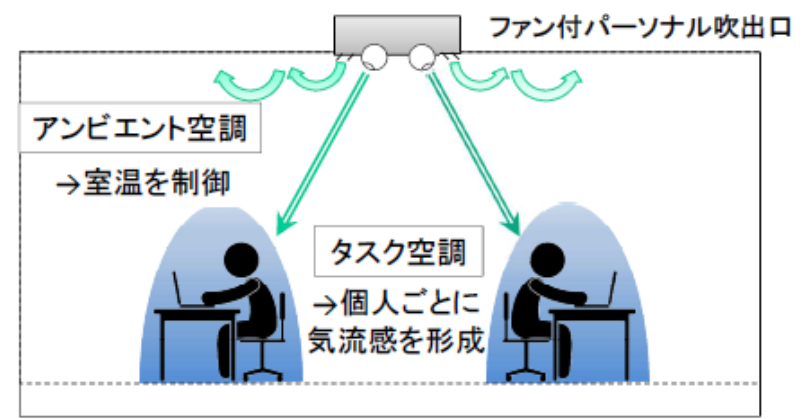 ファン付パーソナル吹出口
アンビエント空調
→室温を制御
タスク空調
→個人ごとに
気流感を形成